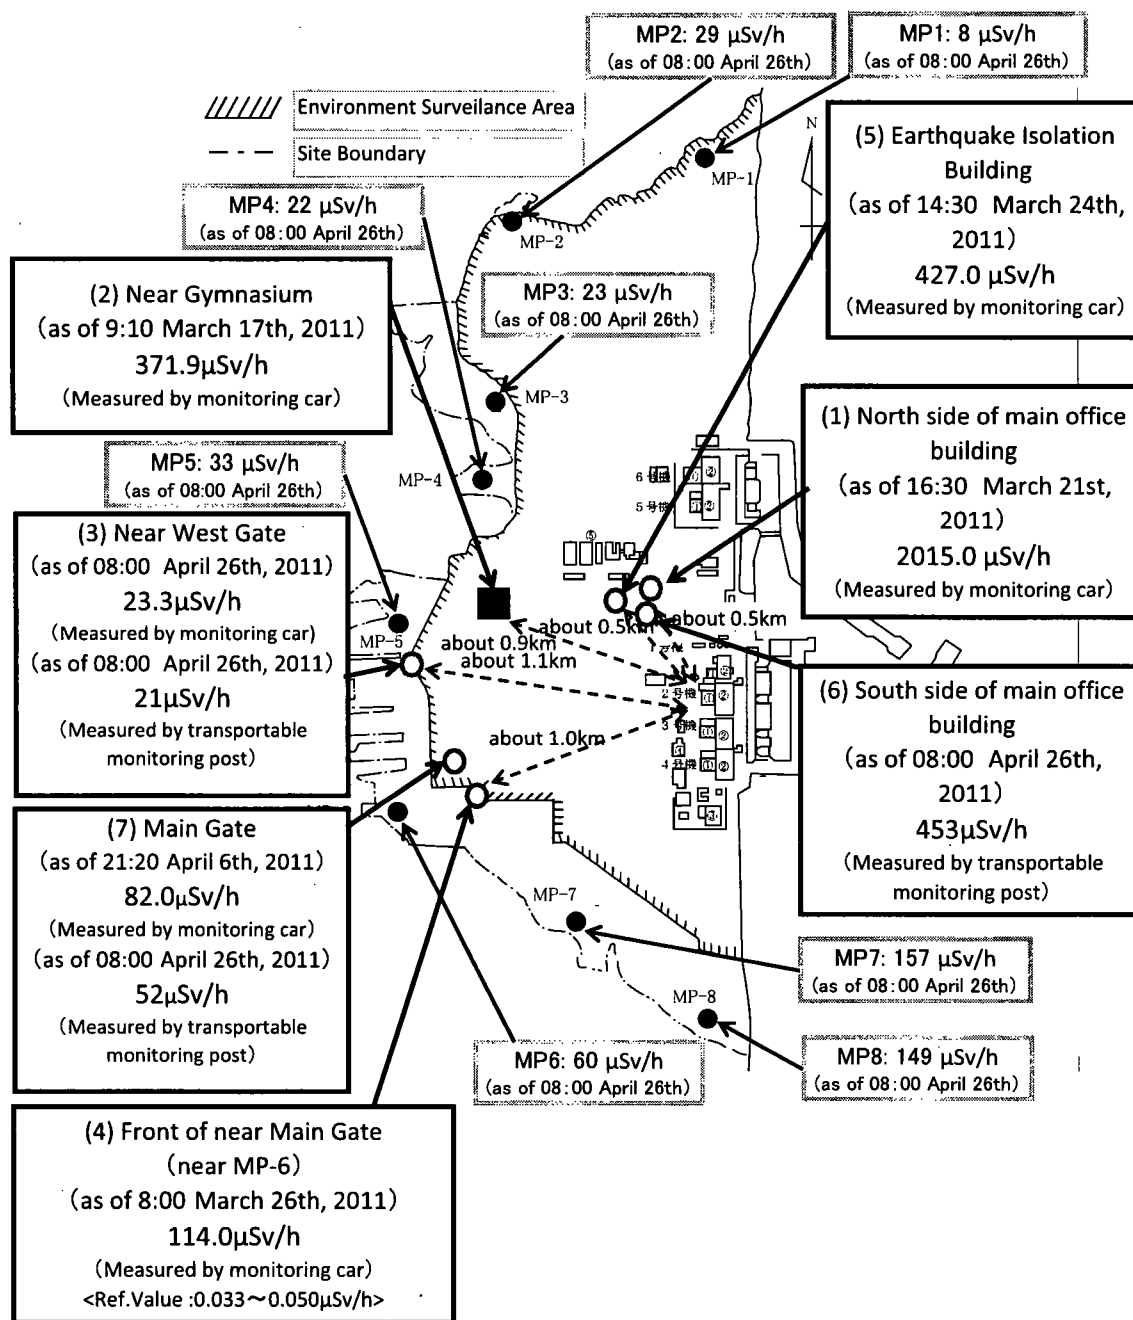 MP2: 29 μSv/h
(as of 08:00 April 26th)
MP1: 8 μSv/h
(as of 08:00 April 26th)
Environment Surveilance Area
Site Boundary
N
(5) Earthquake Isolation
Building
(as of 14:30 March 24th,
2011)
427.0 μSv/h
(Measured by monitoring car)
MP-1
MP4: 22 μSv/h
(as of 08:00 April 26th)
MP-2
(2) Near Gymnasium
(as of 9:10 March 17th, 2011)
371.9μSv/h
(Measured by monitoring car)
MP3: 23 μSv/h
(as of 08:00 April 26th)
MP-3
(1) North side of main office
building
(as of 16:30 March 21st,
2011)
2015.0 μSv/h
(Measured by monitoring car)
MP5: 33 μSv/h
(as of 08:00 April 26th)
MP-4
6号機
① ②
5号機
① ②
⑤
(3) Near West Gate
(as of 08:00 April 26th, 2011)
23.3μSv/h
(Measured by monitoring car)
(as of 08:00 April 26th, 2011)
21μSv/h
(Measured by transportable
monitoring post)
MP-5
about 0.9km
about 0.5km
about 0.5km
about 1.1km
2号機
① ②
3号機
① ②
4号機
① ②
about 1.0km
(6) South side of main office
building
(as of 08:00 April 26th,
2011)
453μSv/h
(Measured by transportable
monitoring post)
(7) Main Gate
(as of 21:20 April 6th, 2011)
82.0μSv/h
(Measured by monitoring car)
(as of 08:00 April 26th, 2011)
52μSv/h
(Measured by transportable
monitoring post)
MP-7
MP7: 157 μSv/h
(as of 08:00 April 26th)
MP-8
MP6: 60 μSv/h
(as of 08:00 April 26th)
MP8: 149 μSv/h
(as of 08:00 April 26th)
(4) Front of near Main Gate
(near MP-6)
(as of 8:00 March 26th, 2011)
114.0μSv/h
(Measured by monitoring car)
<Ref.Value :0.033～0.050μSv/h>